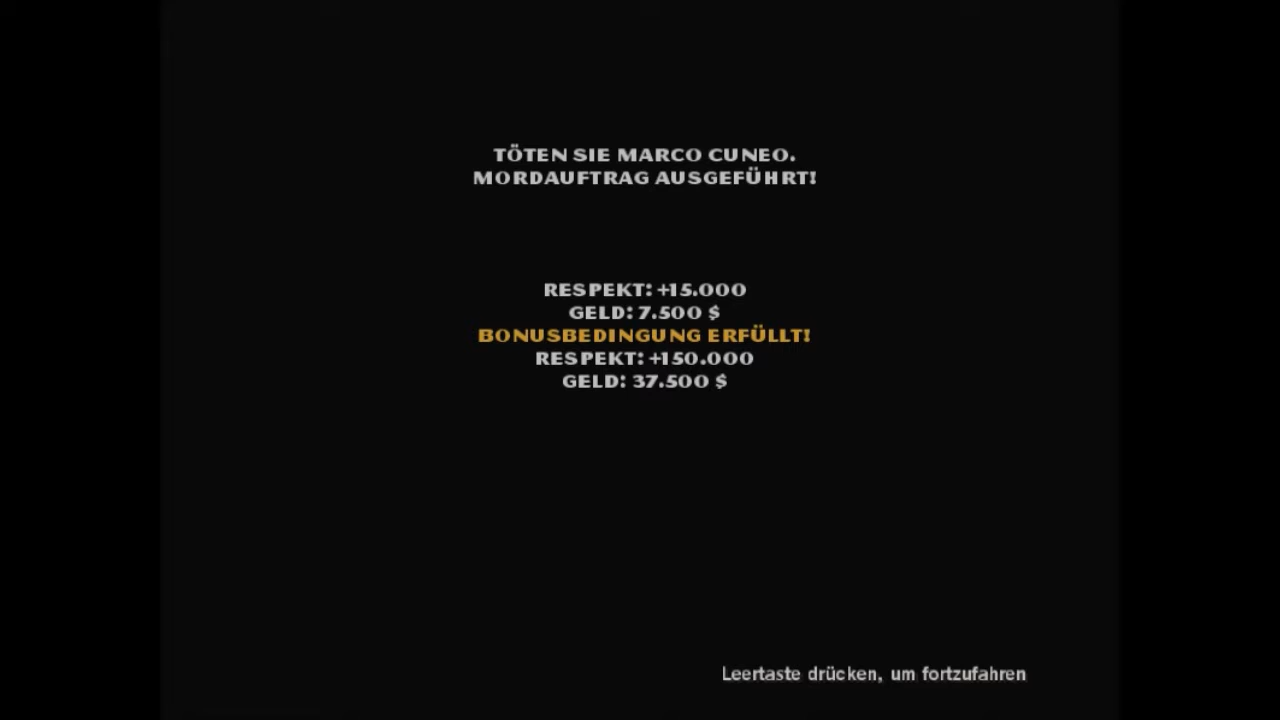 TÖTEN SIE MARCO CUNEO.
MORDAUFTRAG AUSGEFÜHRT!
RESPEKT: +15.000
GELD: 7.500 $
BONUSBEDINGUNG ERFÜLLT!
RESPEKT: +150.000
GELD: 37.500 $
Leertaste drücken, um fortzufahren